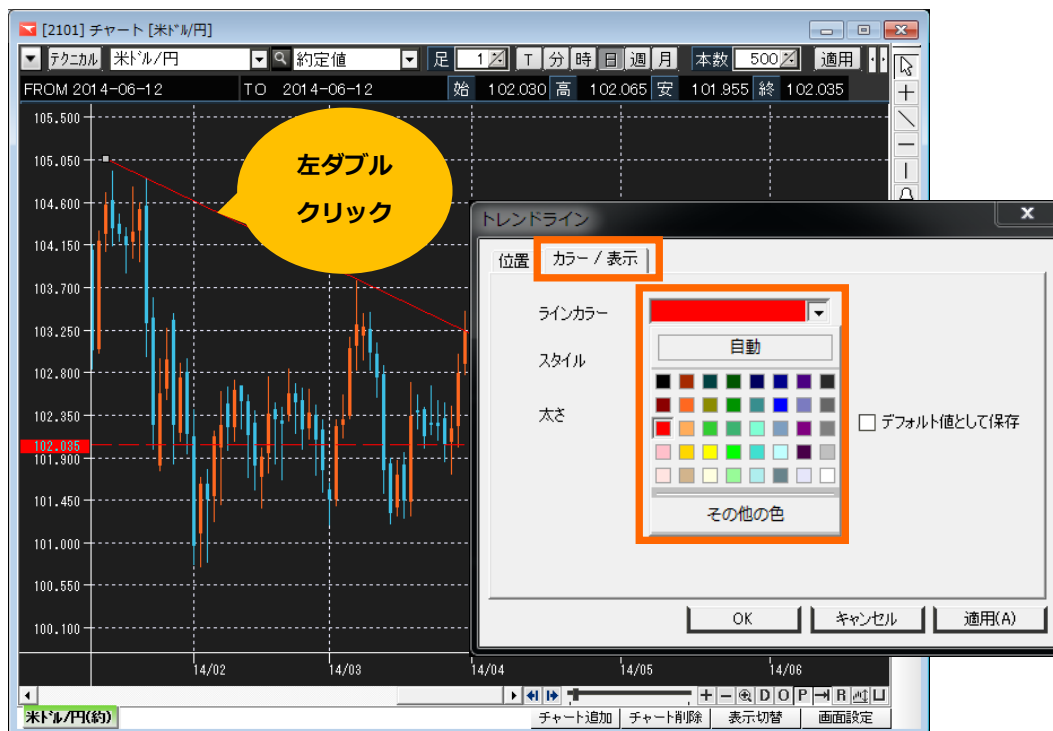 [2101] チャート [米ドル/円]
テクニカル 米ドル/円 約定値 足 1 T 分 時 日 週 月 本数 500 適用
FROM 2014-06-12 TO 2014-06-12 始 102.030 高 102.065 安 101.955 終 102.035
105.500
105.050
104.600
104.150
103.700
103.250
102.800
102.350
102.035
101.900
101.450
101.000
100.550
100.100
左ダブル
クリック
トレンドライン
x
位置 カラー / 表示
ラインカラー
自動
スタイル
太さ
デフォルト値として保存
その他の色
OK キャンセル 適用(A)
14/02 14/03 14/04 14/05 14/06
D O P R
米ドル/円(約) チャート追加 チャート削除 表示切替 画面設定